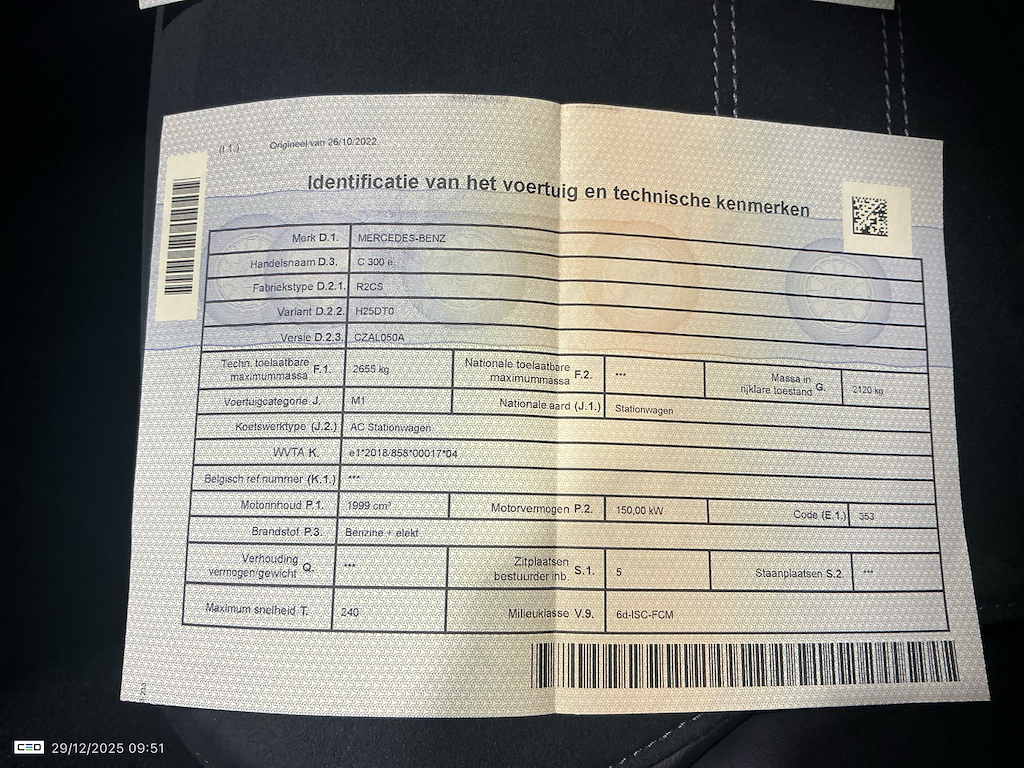 (I.1.) Origineel van 26/10/2022
Identificatie van het voertuig en technische kenmerken
Merk D.1. MERCEDES-BENZ
Handelsnaam D.3. C 300 e
Fabriekstype D.2.1. R2CS
Variant D.2.2. H25DT0
Versie D.2.3. CZAL050A
Techn. toelaatbare maximummassa F.1. 2655 kg Nationale toelaatbare maximummassa F.2. *** Massa in rijklare toestand G. 2120 kg
Voertuigcategorie J. M1 Nationale aard (J.1.) Stationwagen
Koetswerktype (J.2.) AC Stationwagen
WVTA K. e1*2018/858*00017*04
Belgisch ref.nummer (K.1.) ***
Motorinhoud P.1. 1999 cm³ Motorvermogen P.2. 150,00 kW Code (E.1.) 353
Brandstof P.3. Benzine + elekt
Verhouding vermogen/gewicht Q. *** Zitplaatsen bestuurder inb. S.1. 5 Staanplaatsen S.2. ***
Maximum snelheid T. 240 Milieuklasse V.9. 6d-ISC-FCM
CEO 29/12/2025 09:51